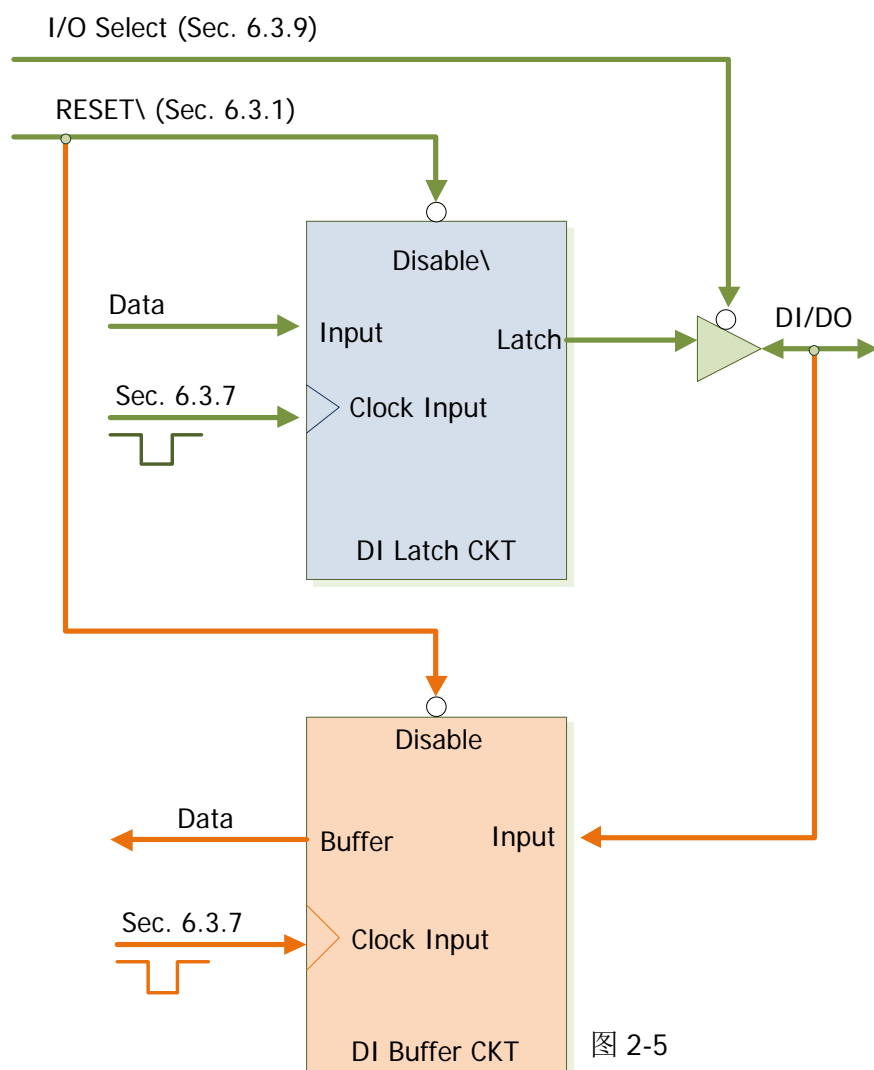 I/O Select (Sec. 6.3.9)
RESET\ (Sec. 6.3.1)
Disable\
Data
Input
Latch
DI/DO
Sec. 6.3.7
Clock Input
DI Latch CKT
Disable
Data
Buffer
Input
Sec. 6.3.7
Clock Input
DI Buffer CKT
图 2-5